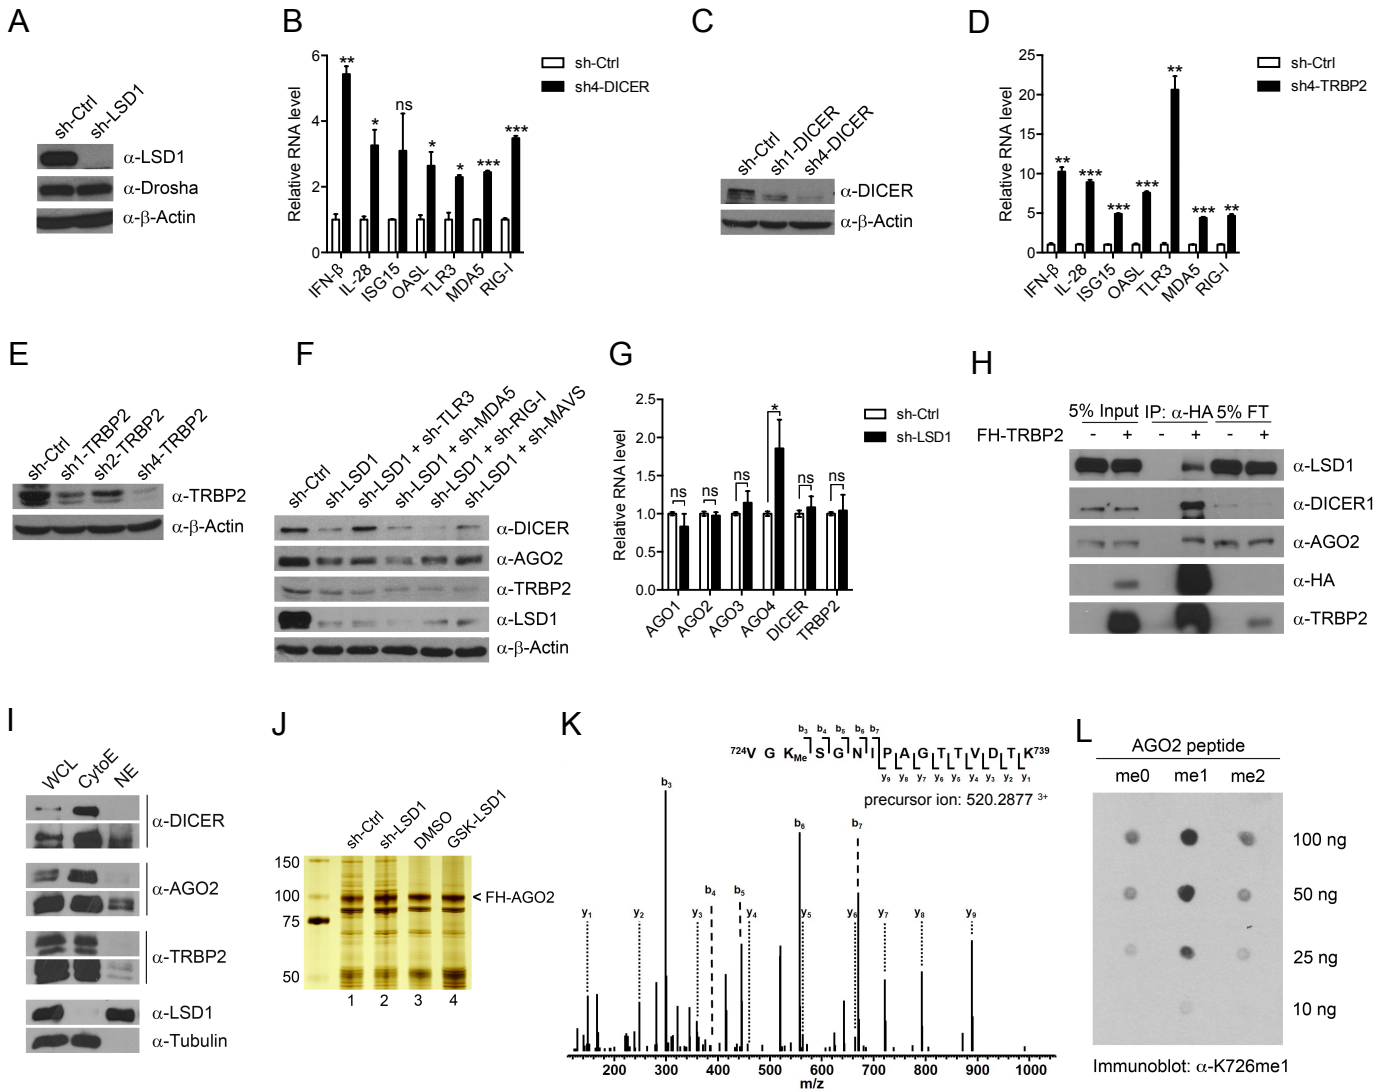 A
sh-Ctrl
sh-LSD1
α-LSD1
α-Drosha
α-β-Actin
B
Relative RNA level
6
4
2
0
**
*
ns
*
*
***
***
IFN-β
IL-28
ISG15
OASL
TLR3
MDA5
RIG-I
sh-Ctrl
sh4-DICER
C
sh-Ctrl
sh1-DICER
sh4-DICER
α-DICER
α-β-Actin
D
Relative RNA level
25
20
15
10
5
0
**
***
***
***
**
***
**
IFN-β
IL-28
ISG15
OASL
TLR3
MDA5
RIG-I
sh-Ctrl
sh4-TRBP2
E
sh-Ctrl
sh1-TRBP2
sh2-TRBP2
sh4-TRBP2
α-TRBP2
α-β-Actin
F
sh-Ctrl
sh-LSD1
sh-LSD1 + sh-TLR3
sh-LSD1 + sh-MDA5
sh-LSD1 + sh-RIG-I
sh-LSD1 + sh-MAVS
α-DICER
α-AGO2
α-TRBP2
α-LSD1
α-β-Actin
G
Relative RNA level
2.5
2.0
1.5
1.0
0.5
0.0
ns
ns
ns
*
ns
ns
AGO1
AGO2
AGO3
AGO4
DICER
TRBP2
sh-Ctrl
sh-LSD1
H
5% Input IP: α-HA 5% FT
FH-TRBP2 - + - + - +
α-LSD1
α-DICER1
α-AGO2
α-HA
α-TRBP2
I
WCL
CytoE
NE
α-DICER
α-AGO2
α-TRBP2
α-LSD1
α-Tubulin
J
sh-Ctrl
sh-LSD1
DMSO
GSK-LSD1
150
100
75
50
< FH-AGO2
1 2 3 4
K
b3 b4 b5 b6 b7
724V G KMe S G N I P A G T T V D T K739
y9 y8 y7 y6 y5 y4 y3 y2 y1
precursor ion: 520.2877 3+
b3
b6
b7
b4
b5
y1
y2
y3
y4
y5
y6
y7
y8
y9
200 300 400 500 600 700 800 900 1000
m/z
L
AGO2 peptide
me0 me1 me2
100 ng
50 ng
25 ng
10 ng
Immunoblot: α-K726me1